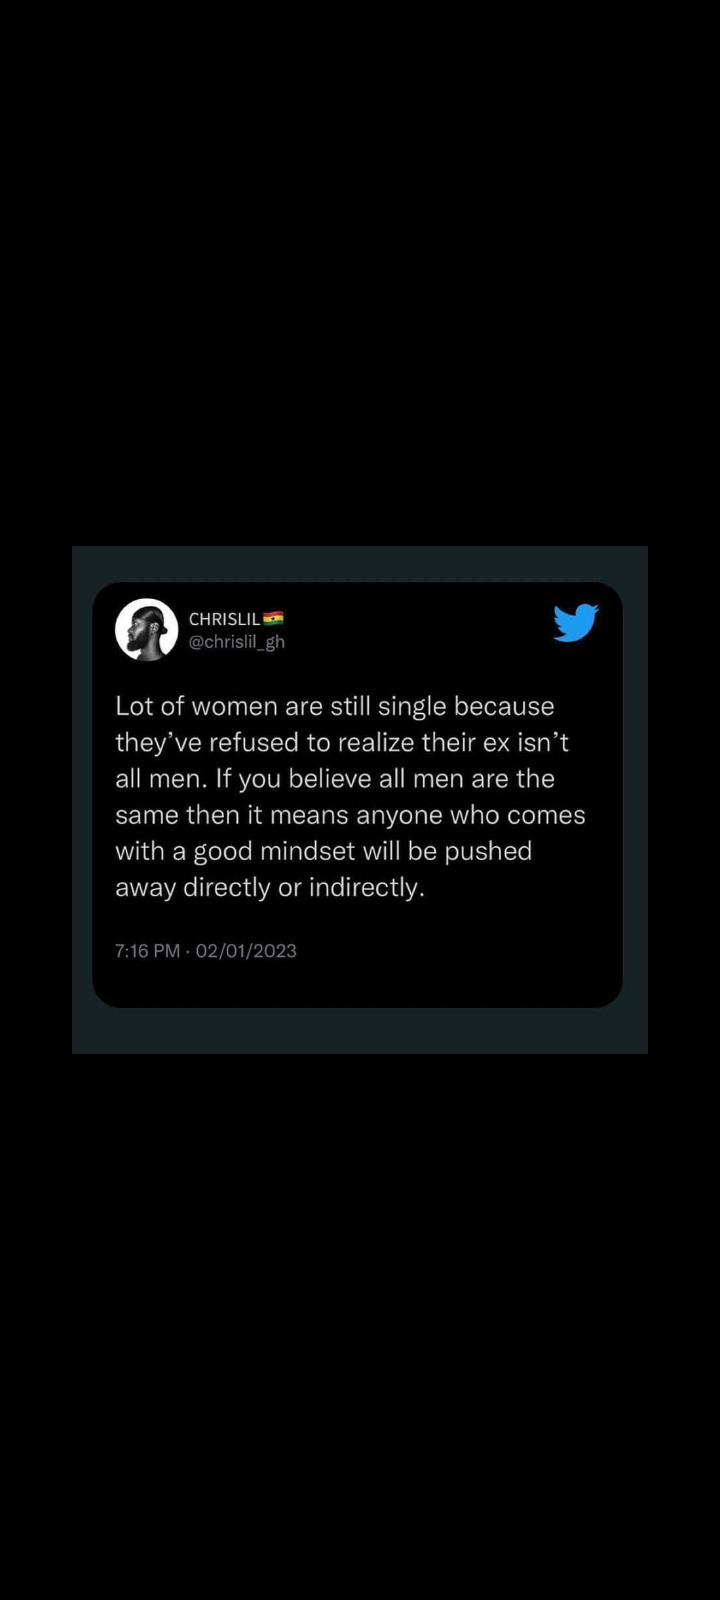 CHRISLIL🇬🇭
@chrislil_gh
Lot of women are still single because
they’ve refused to realize their ex isn’t
all men. If you believe all men are the
same then it means anyone who comes
with a good mindset will be pushed
away directly or indirectly.
7:16 PM · 02/01/2023